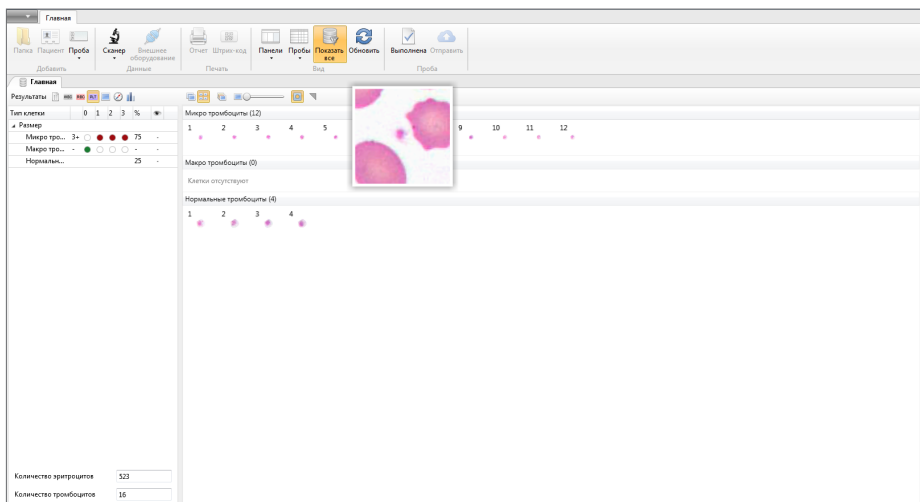 Главная
Папка Пациент Проба Сканер Внешнее оборудование Отчет Штрих-код Панели Пробы Показать все Обновить Выполнена Отправить
Добавить Данные Печать Вид Проба
Главная
Результаты WBC RBC PLT
Тип клетки 0 1 2 3 %
Микро тромбоциты (12)
1 2 3 4 5 9 10 11 12
Размер
Микро тро... 3+ 75 -
Макро тро... - - -
Нормальн... 25 -
Макро тромбоциты (0)
Клетки отсутствуют
Нормальные тромбоциты (4)
1 2 3 4
Количество эритроцитов 523
Количество тромбоцитов 16